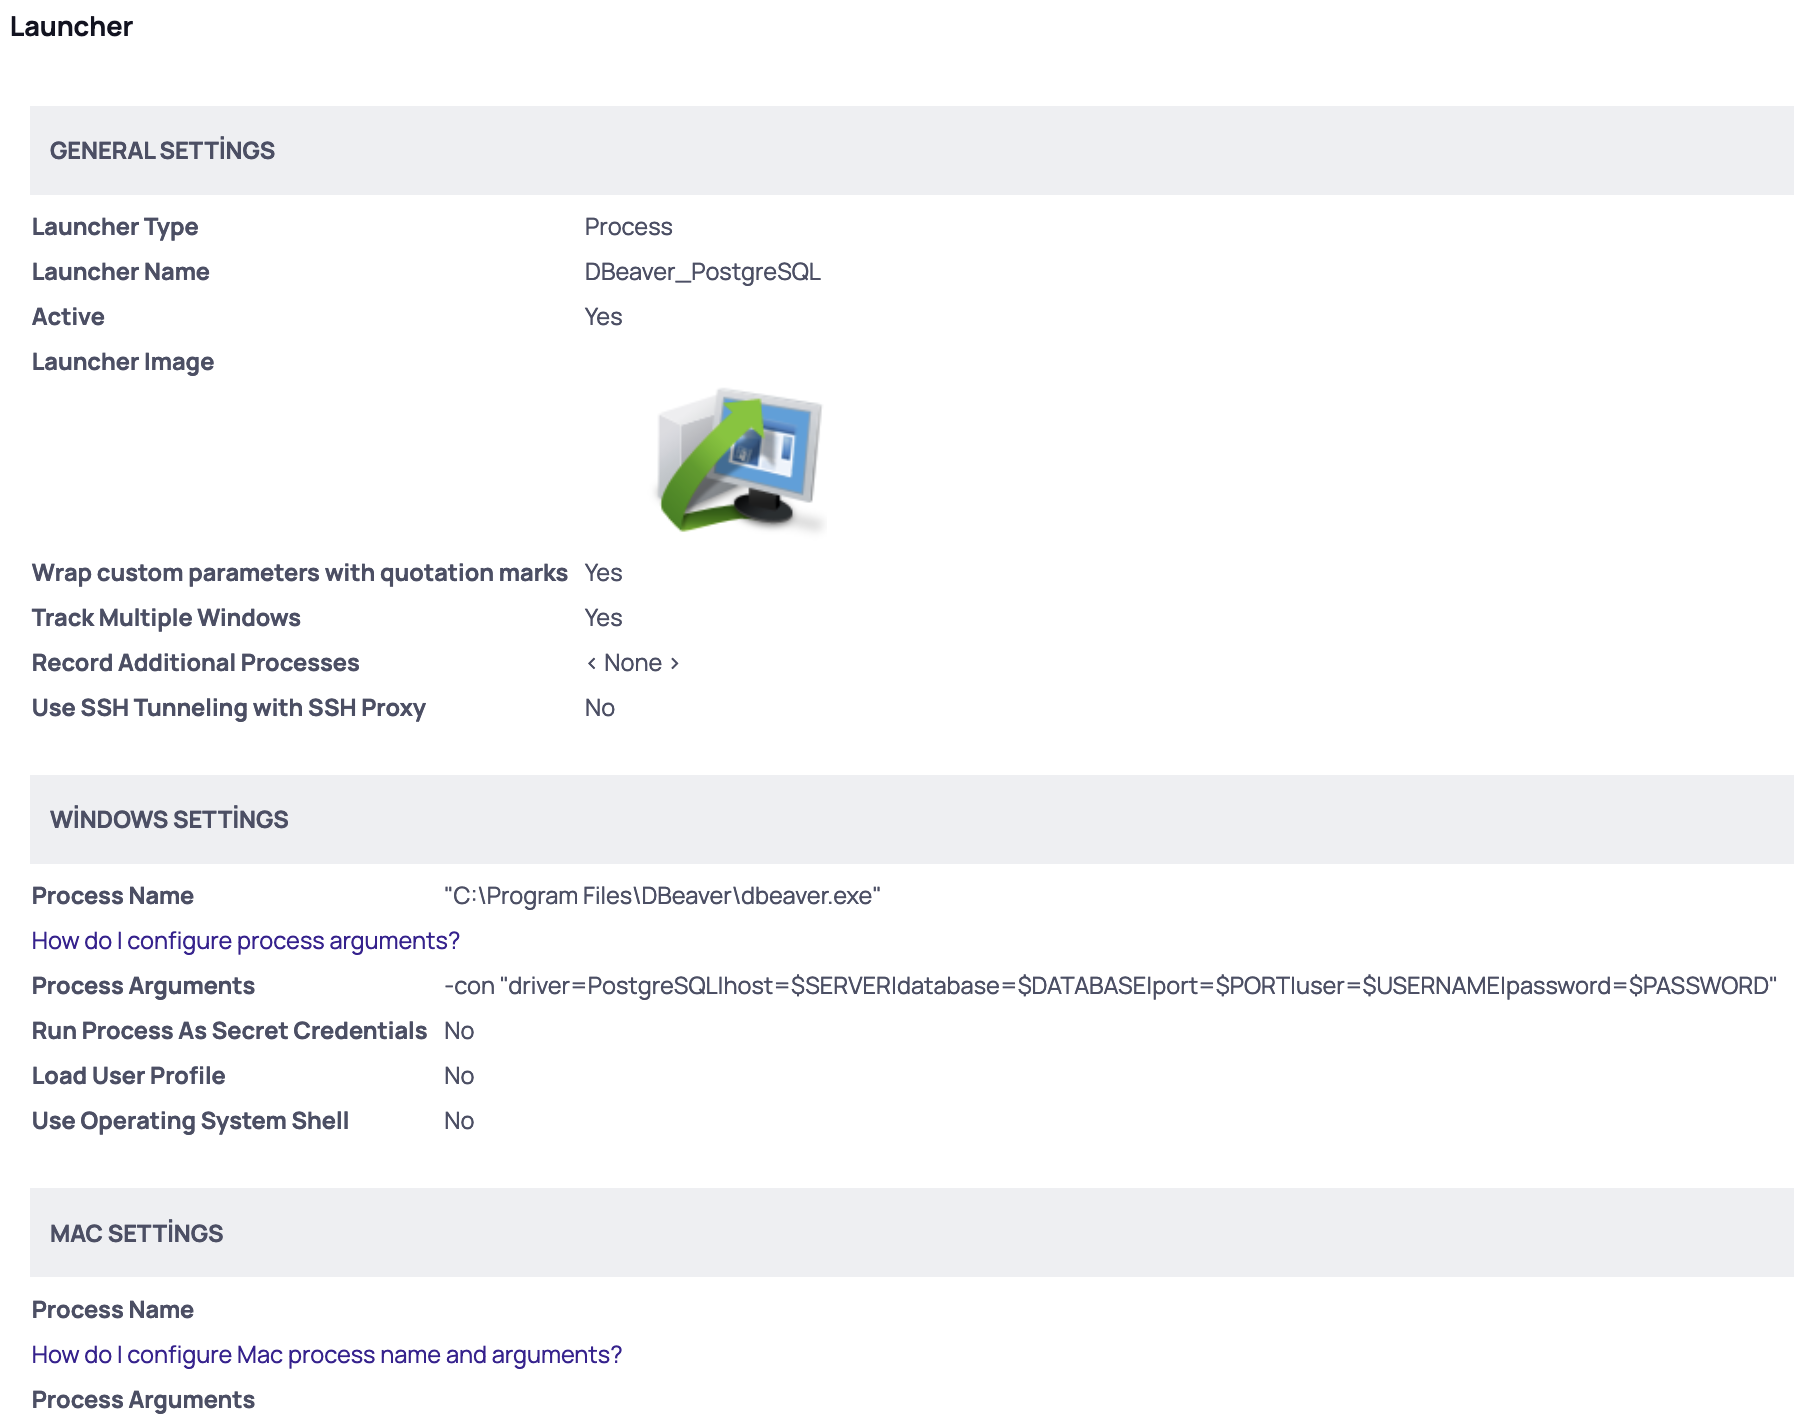 Launcher
GENERAL SETTİNGS
Launcher Type Process
Launcher Name DBeaver_PostgreSQL
Active Yes
Launcher Image
Wrap custom parameters with quotation marks Yes
Track Multiple Windows Yes
Record Additional Processes < None >
Use SSH Tunneling with SSH Proxy No
WİNDOWS SETTİNGS
Process Name "C:\Program Files\DBeaver\dbeaver.exe"
How do I configure process arguments?
Process Arguments -con "driver=PostgreSQL|host=$SERVER|database=$DATABASE|port=$PORT|user=$USERNAME|password=$PASSWORD"
Run Process As Secret Credentials No
Load User Profile No
Use Operating System Shell No
MAC SETTİNGS
Process Name
How do I configure Mac process name and arguments?
Process Arguments